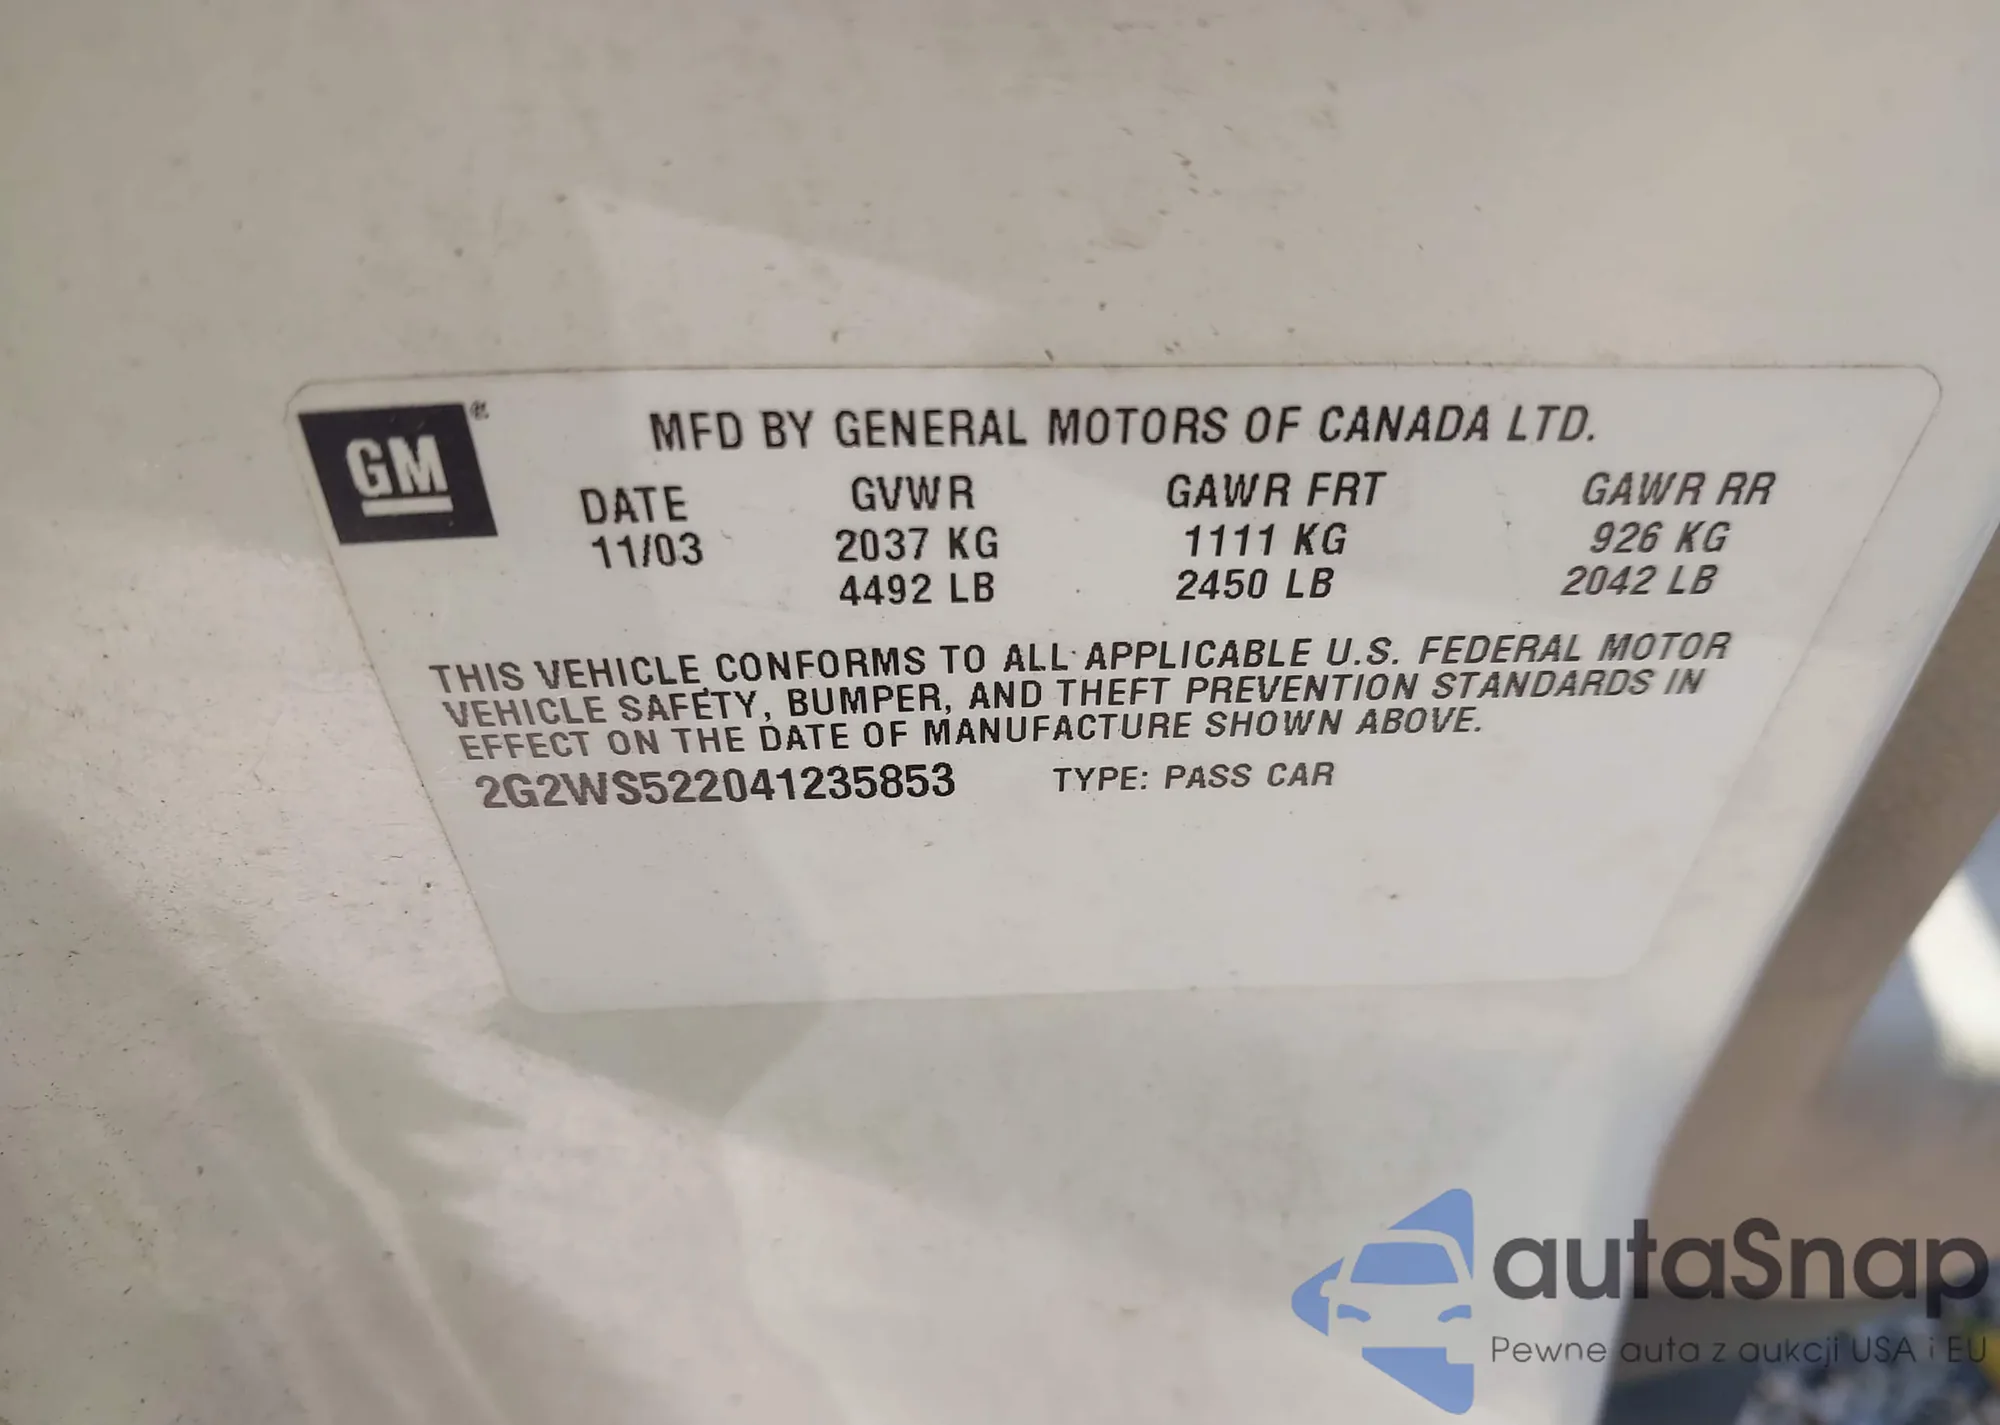 GM
MFD BY GENERAL MOTORS OF CANADA LTD.
DATE GVWR GAWR FRT GAWR RR
11/03 2037 KG 1111 KG 926 KG
4492 LB 2450 LB 2042 LB
THIS VEHICLE CONFORMS TO ALL APPLICABLE U.S. FEDERAL MOTOR
VEHICLE SAFETY, BUMPER, AND THEFT PREVENTION STANDARDS IN
EFFECT ON THE DATE OF MANUFACTURE SHOWN ABOVE.
2G2WS522041235853 TYPE: PASS CAR
autaSnap
Pewne auta z aukcji USA i EU